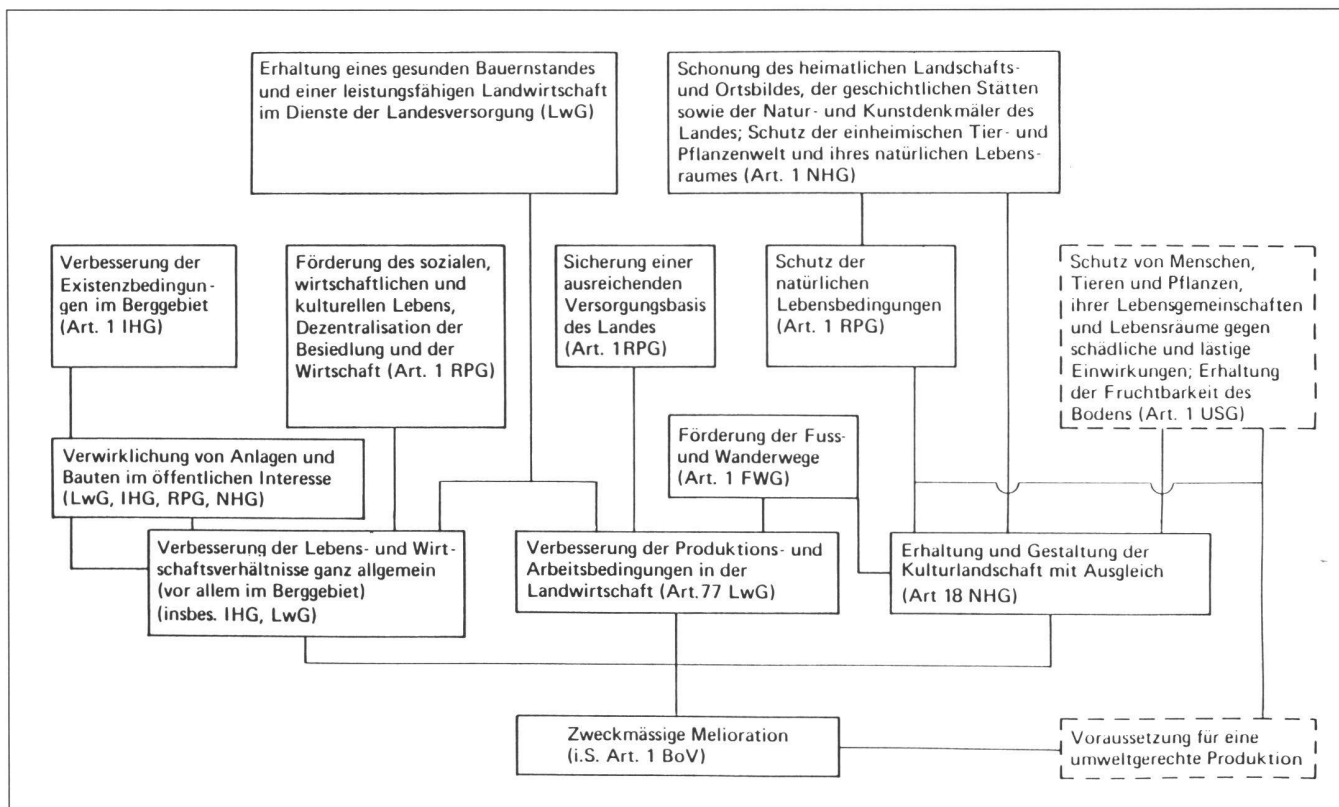 Erhaltung eines gesunden Bauernstandes
und einer leistungsfähigen Landwirtschaft
im Dienste der Landesversorgung (LwG)
Schonung des heimatlichen Landschafts-
und Ortsbildes, der geschichtlichen Stätten
sowie der Natur- und Kunstdenkmäler des
Landes; Schutz der einheimischen Tier- und
Pflanzenwelt und ihres natürlichen Lebens-
raumes (Art. 1 NHG)
Verbesserung der
Existenzbedingun-
gen im Berggebiet
(Art. 1 IHG)
Förderung des sozialen,
wirtschaftlichen und
kulturellen Lebens,
Dezentralisation der
Besiedlung und der
Wirtschaft (Art. 1 RPG)
Sicherung einer
ausreichenden
Versorgungsbasis
des Landes
(Art. 1RPG)
Schutz der
natürlichen
Lebensbedingungen
(Art. 1 RPG)
Schutz von Menschen,
Tieren und Pflanzen,
ihrer Lebensgemeinschaften
und Lebensräume gegen
schädliche und lästige
Einwirkungen; Erhaltung
der Fruchtbarkeit des
Bodens (Art. 1 USG)
Verwirklichung von Anlagen und
Bauten im öffentlichen Interesse
(LwG, IHG, RPG, NHG)
Förderung der Fuss-
und Wanderwege
(Art. 1 FWG)
Verbesserung der Lebens- und Wirt-
schaftsverhältnisse ganz allgemein
(vor allem im Berggebiet)
(insbes. IHG, LwG)
Verbesserung der Produktions- und
Arbeitsbedingungen in der
Landwirtschaft (Art. 77 LwG)
Erhaltung und Gestaltung der
Kulturlandschaft mit Ausgleich
(Art 18 NHG)
Zweckmässige Melioration
(i.S. Art. 1 BoV)
Voraussetzung für eine
umweltgerechte Produktion